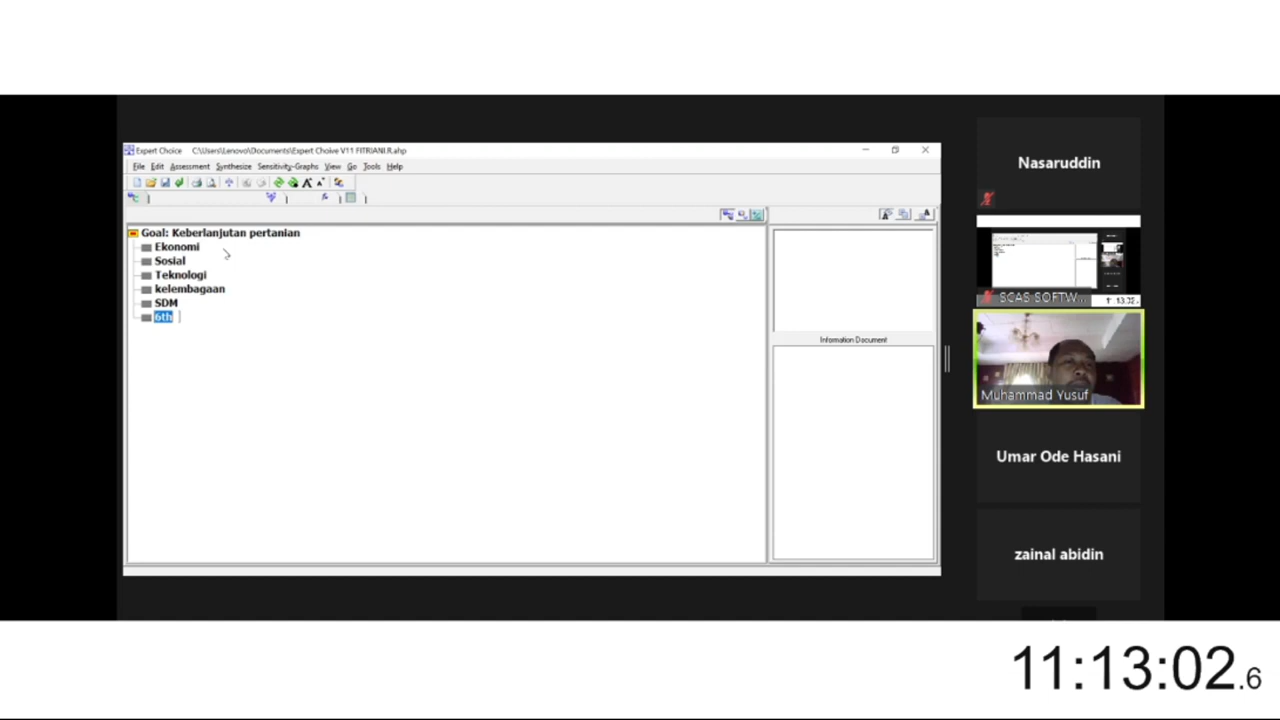 Expert Choice C:\Users\Lenovo\Documents\Expert Choive V11 FITRIANI.R.ahp
File Edit Assessment Synthesize Sensitivity-Graphs View Go Tools Help
Goal: Keberlanjutan pertanian
Ekonomi
Sosial
Teknologi
kelembagaan
SDM
6th
Information Document
Nasaruddin
SCAS SOFTW...
Muhammad Yusuf
Umar Ode Hasani
zainal abidin
11:13:02.6